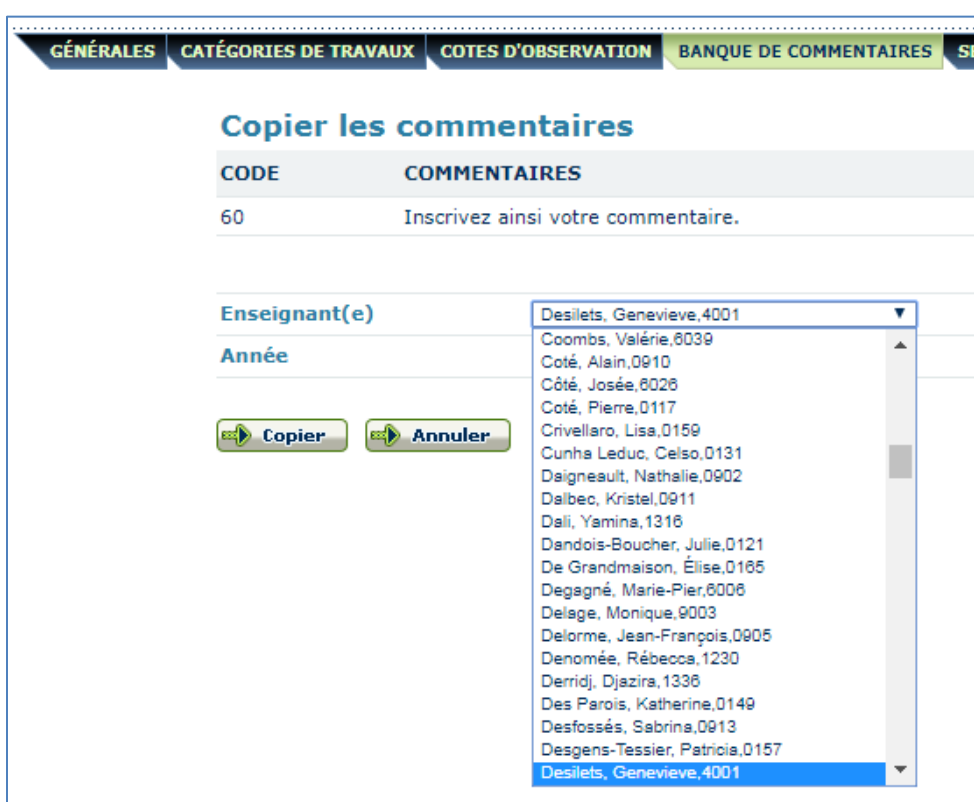 GÉNÉRALES CATÉGORIES DE TRAVAUX COTES D'OBSERVATION BANQUE DE COMMENTAIRES
Copier les commentaires
CODE COMMENTAIRES
60 Inscrivez ainsi votre commentaire.
Enseignant(e) Desilets, Genevieve,4001
Année
Coombs, Valérie,6039
Coté, Alain,0910
Côté, Josée,6026
Coté, Pierre,0117
Crivellaro, Lisa,0159
Cunha Leduc, Celso,0131
Daigneault, Nathalie,0902
Dalbec, Kristel,0911
Dali, Yamina,1316
Dandois-Boucher, Julie,0121
De Grandmaison, Élise,0165
Degagné, Marie-Pier,6006
Delage, Monique,9003
Delorme, Jean-François,0905
Denomée, Rébecca,1230
Derridj, Djazira,1336
Des Parois, Katherine,0149
Desfossés, Sabrina,0913
Desgens-Tessier, Patricia,0157
Desilets, Genevieve,4001
Copier Annuler